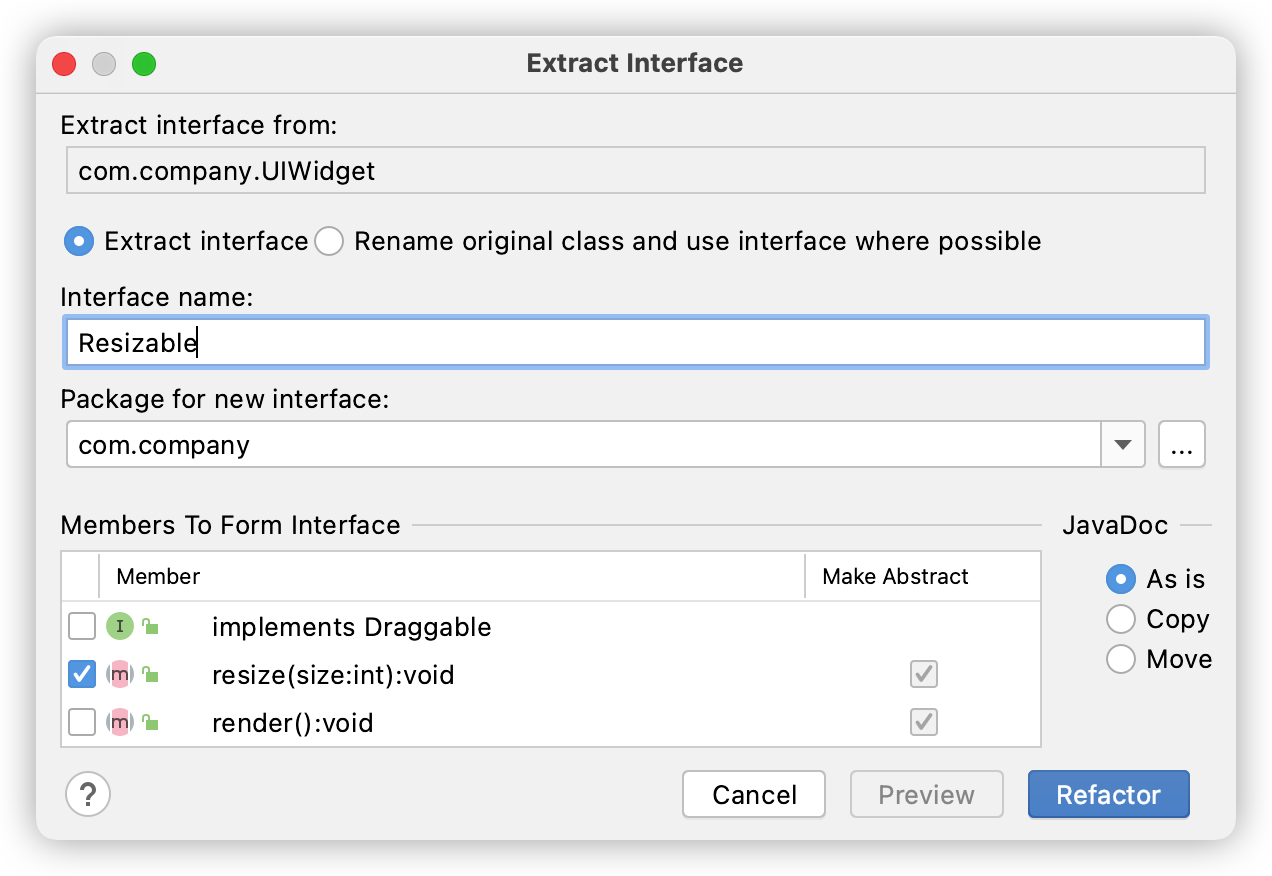 Extract Interface
Extract interface from:
com.company.UIWidget
Extract interface Rename original class and use interface where possible
Interface name:
Resizable
Package for new interface:
com.company
...
Members To Form Interface
JavaDoc
Member Make Abstract
I implements Draggable
m resize(size:int):void
m render():void
As is
Copy
Move
? Cancel Preview Refactor